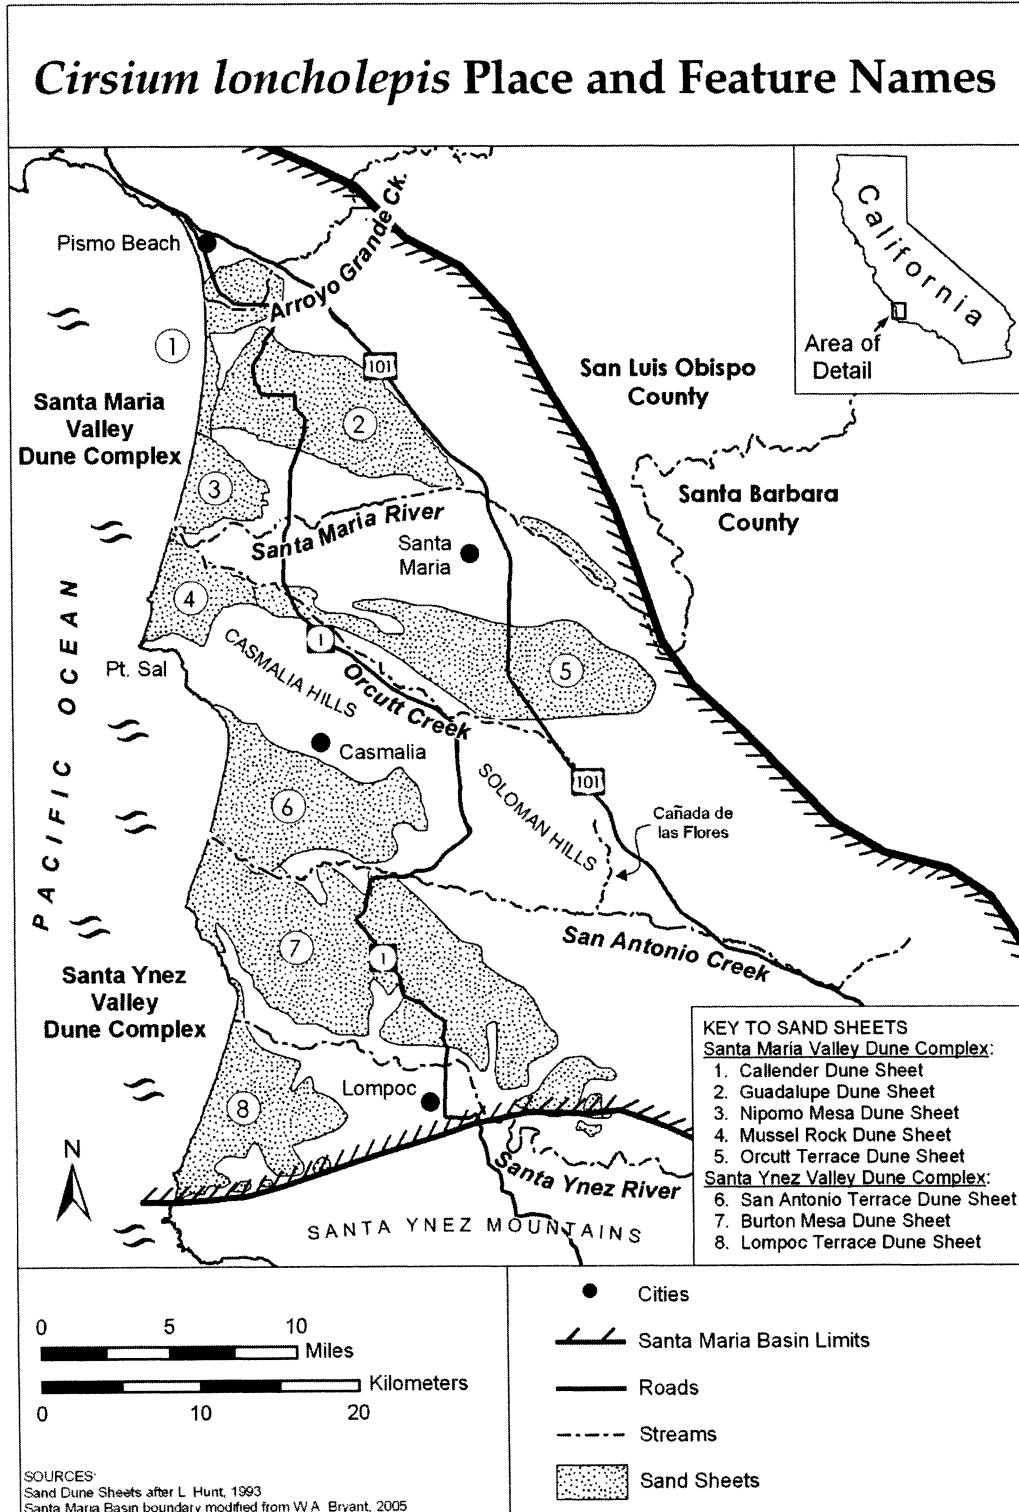 Cirsium loncholepis Place and Feature Names
Arroyo Grande Ck.
California
Area of
Detail
Pismo Beach
1
101
San Luis Obispo
County
Santa Maria
Valley
Dune Complex
2
3
Santa Barbara
County
Santa Maria River
Santa
Maria
4
1
5
CASMALIA HILLS
Pt. Sal
Orcutt Creek
PACIFIC OCEAN
Casmalia
6
SOLOMAN HILLS
101
Cañada de
las Flores
7
1
San Antonio Creek
Santa Ynez
Valley
Dune Complex
Lompoc
8
N
Santa Ynez River
SANTA YNEZ MOUNTAINS
KEY TO SAND SHEETS
Santa Maria Valley Dune Complex:
1. Callender Dune Sheet
2. Guadalupe Dune Sheet
3. Nipomo Mesa Dune Sheet
4. Mussel Rock Dune Sheet
5. Orcutt Terrace Dune Sheet
Santa Ynez Valley Dune Complex:
6. San Antonio Terrace Dune Sheet
7. Burton Mesa Dune Sheet
8. Lompoc Terrace Dune Sheet
0 5 10
Miles
Kilometers
0 10 20
Cities
Santa Maria Basin Limits
Roads
Streams
Sand Sheets
SOURCES:
Sand Dune Sheets after L. Hunt, 1993
Santa Maria Basin boundary modified from W.A. Bryant, 2005